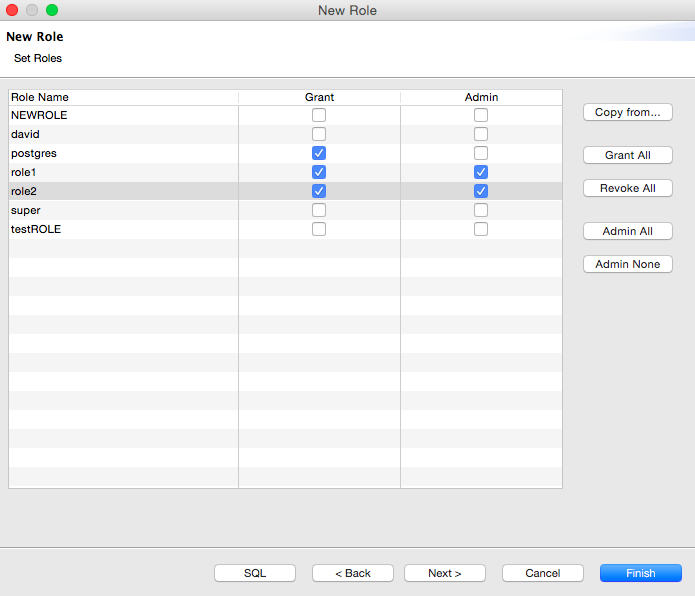 New Role
New Role
Set Roles
Role Name Grant Admin
NEWROLE
david
postgres
role1
role2
super
testROLE
Copy from...
Grant All
Revoke All
Admin All
Admin None
SQL < Back Next > Cancel Finish